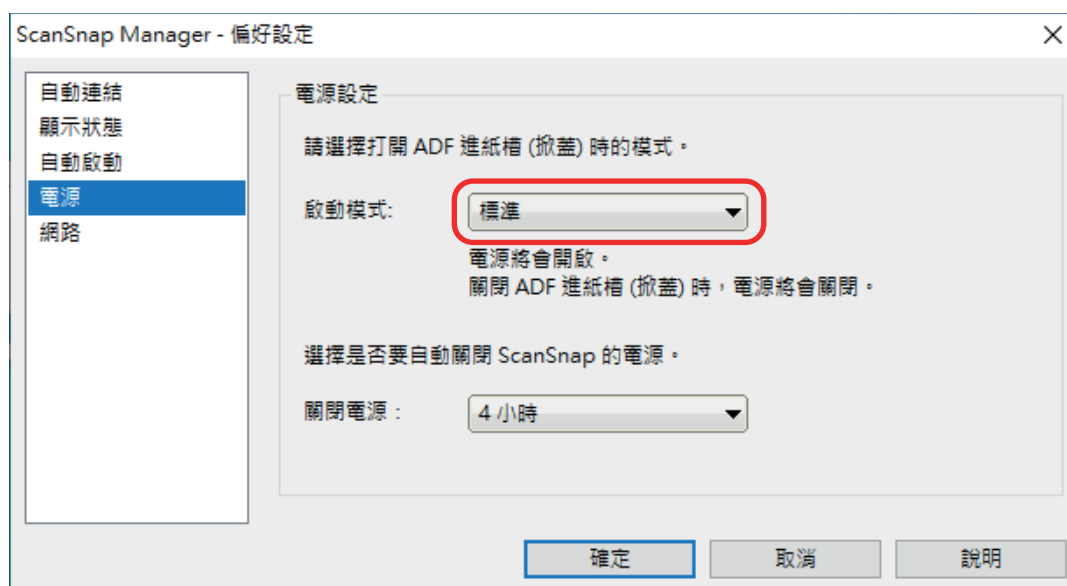 ScanSnap Manager - 偏好設定
自動連結
顯示狀態
自動啟動
電源
網路
電源設定
請選擇打開 ADF 進紙槽 (掀蓋) 時的模式。
啟動模式:
標準
電源將會開啟。
關閉 ADF 進紙槽 (掀蓋) 時，電源將會關閉。
選擇是否要自動關閉 ScanSnap 的電源。
關閉電源：
4 小時
確定
取消
說明